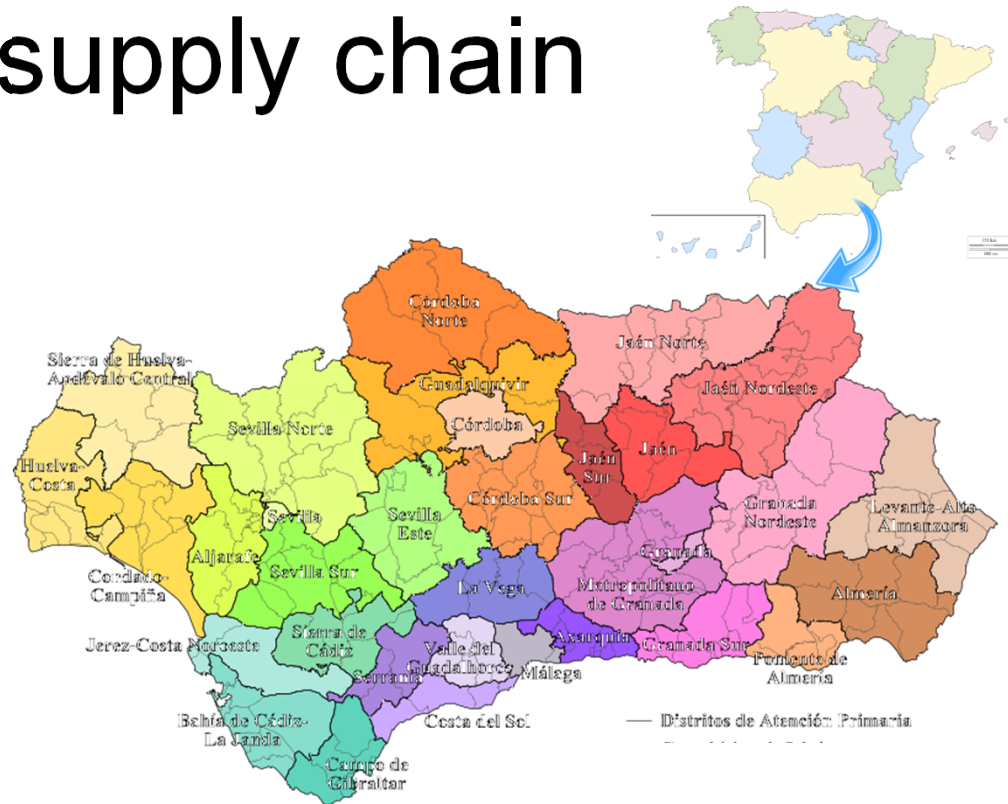 supply chain
Córdoba
Norte
Jaén Norte
Sierra de Huelva-
Andévalo Central
Guadalquivir
Jaén Nordeste
Córdoba
Sevilla Norte
Jaén
Jaén
Sur
Huelva-
Costa
Córdoba Sur
Granada
Nordeste
Levante-Alto
Almanzora
Sevilla
Sevilla
Este
Granada
Aljarafe
Sevilla Sur
Condado-
Campiña
La Vega
Metropolitano
de Granada
Almería
Sierra de
Cádiz
Axarquía
Jerez-Costa Noroeste
Valle del
Guadalhorce
Granada Sur
Poniente de
Almería
Serranía
Málaga
Bahía de Cádiz-
La Janda
Costa del Sol
Distritos de Atención Primaria
Campo de
Gibraltar